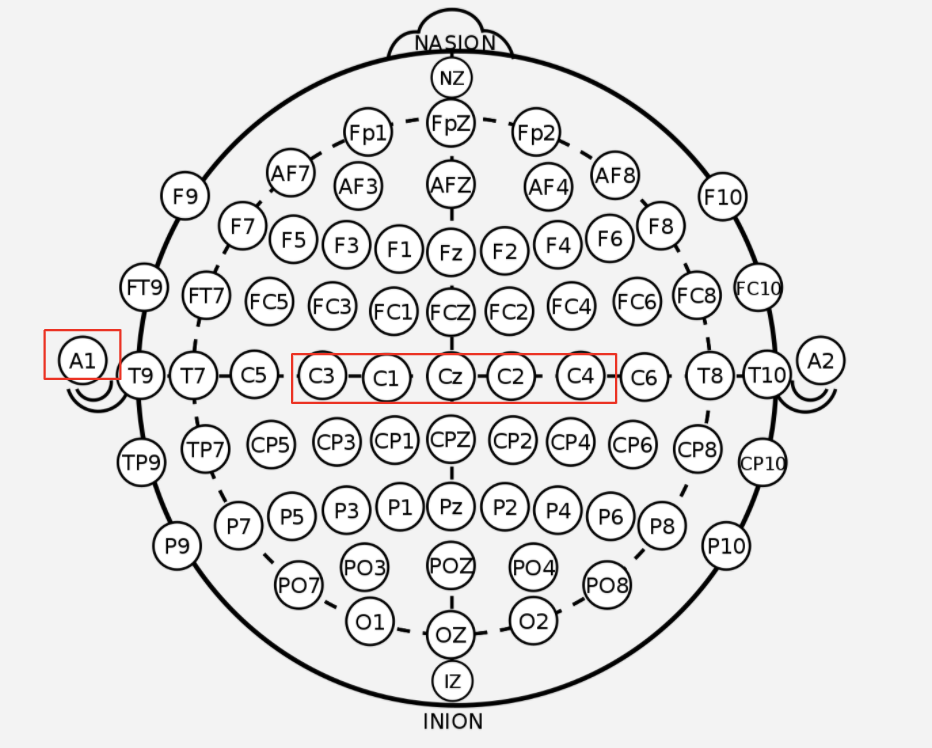 NASION
NZ
Fp1 FpZ Fp2
AF7 AF3 AFZ AF4 AF8
F9 F10
F7 F5 F3 F1 Fz F2 F4 F6 F8
FT9 FT7 FC5 FC3 FC1 FCZ FC2 FC4 FC6 FC8 FC10
A1 T9 T7 C5 C3 C1 Cz C2 C4 C6 T8 T10 A2
TP9 TP7 CP5 CP3 CP1 CPZ CP2 CP4 CP6 CP8 CP10
P7 P5 P3 P1 Pz P2 P4 P6 P8
P9 P10
PO7 PO3 POZ PO4 PO8
O1 OZ O2
IZ
INION